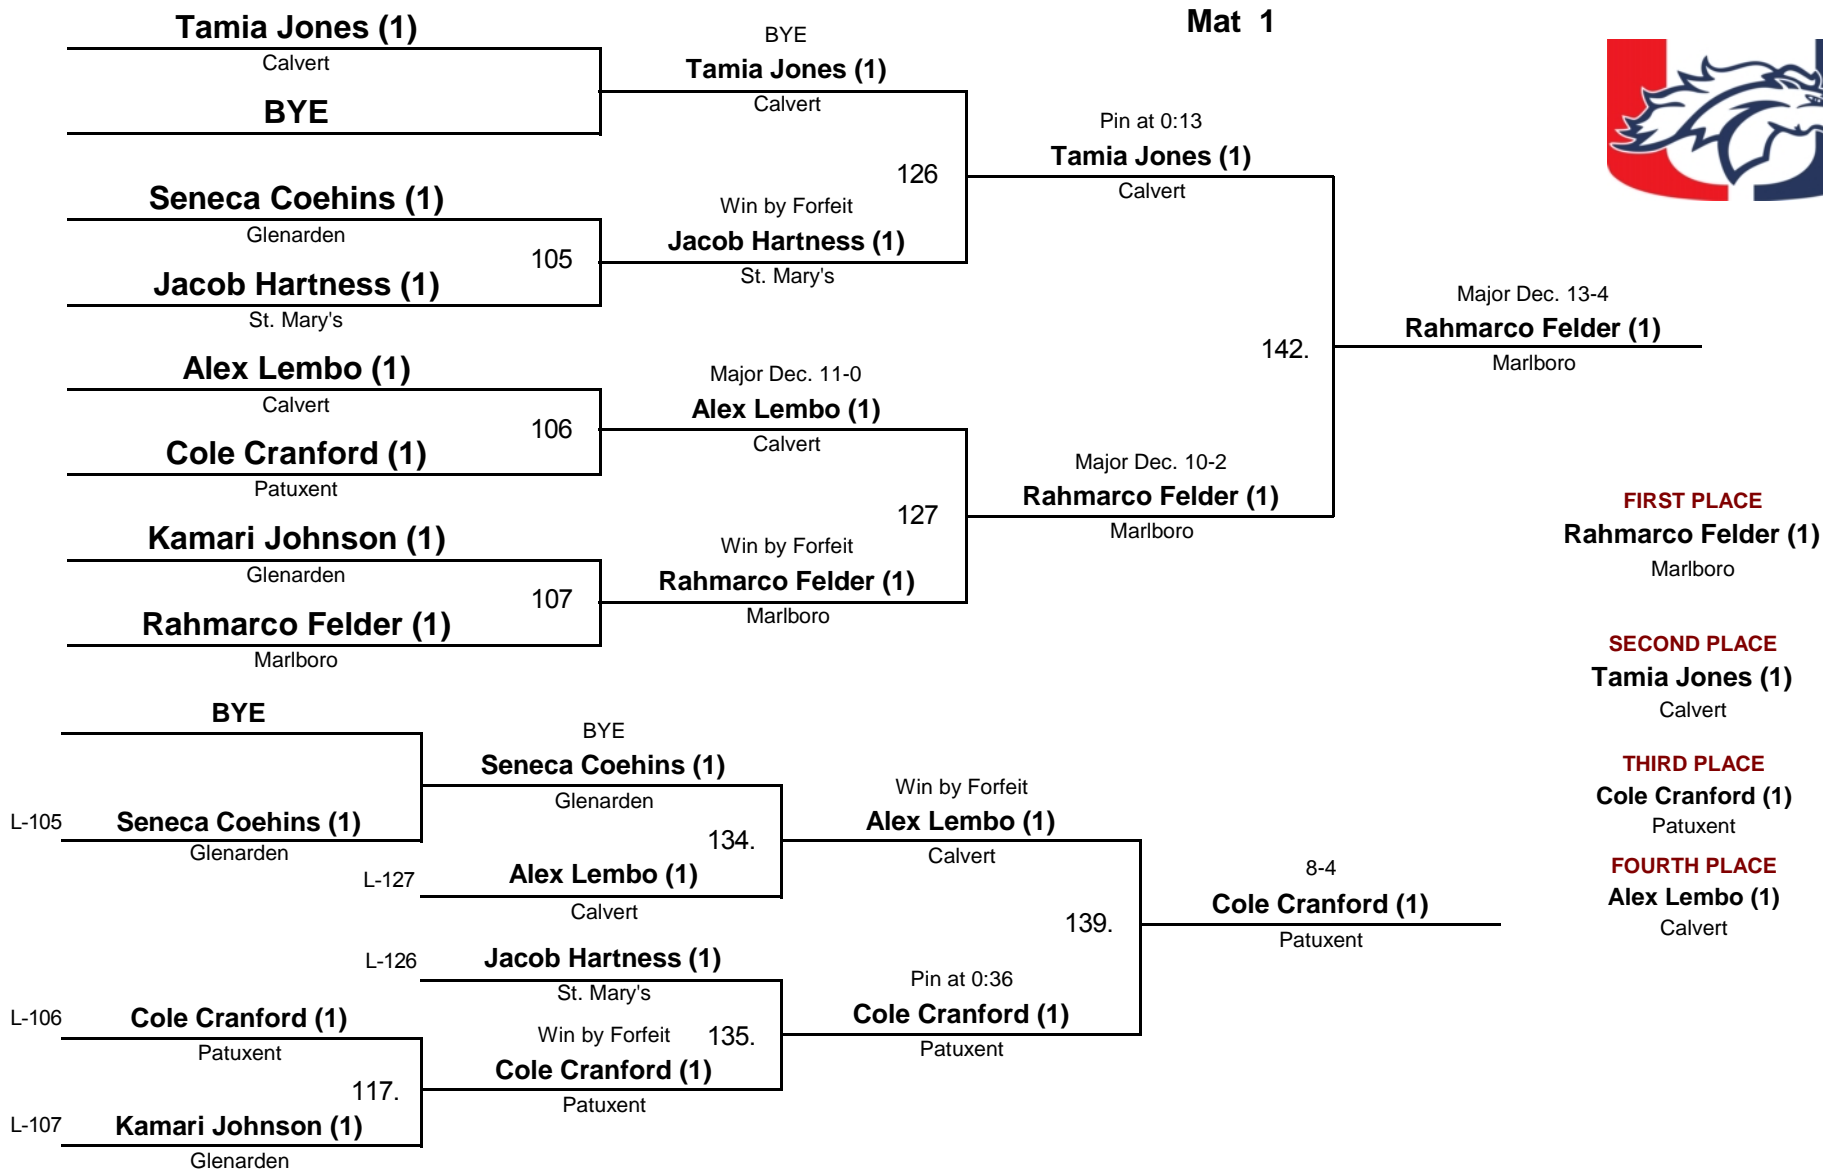 Mat 1
Tamia Jones (1)
Calvert
BYE
Seneca Coehins (1)
Glenarden
105
Jacob Hartness (1)
St. Mary's
Alex Lembo (1)
Calvert
106
Cole Cranford (1)
Patuxent
Kamari Johnson (1)
Glenarden
107
Rahmarco Felder (1)
Marlboro
BYE
Tamia Jones (1)
Calvert
126
Win by Forfeit
Jacob Hartness (1)
St. Mary's
Major Dec. 11-0
Alex Lembo (1)
Calvert
127
Win by Forfeit
Rahmarco Felder (1)
Marlboro
Pin at 0:13
Tamia Jones (1)
Calvert
142.
Major Dec. 10-2
Rahmarco Felder (1)
Marlboro
Major Dec. 13-4
Rahmarco Felder (1)
Marlboro
BYE
L-105
Seneca Coehins (1)
Glenarden
L-106
Cole Cranford (1)
Patuxent
117.
L-107
Kamari Johnson (1)
Glenarden
BYE
Seneca Coehins (1)
Glenarden
134.
L-127
Alex Lembo (1)
Calvert
L-126
Jacob Hartness (1)
St. Mary's
Win by Forfeit
135.
Cole Cranford (1)
Patuxent
Win by Forfeit
Alex Lembo (1)
Calvert
139.
Pin at 0:36
Cole Cranford (1)
Patuxent
8-4
Cole Cranford (1)
Patuxent
FIRST PLACE
Rahmarco Felder (1)
Marlboro
SECOND PLACE
Tamia Jones (1)
Calvert
THIRD PLACE
Cole Cranford (1)
Patuxent
FOURTH PLACE
Alex Lembo (1)
Calvert